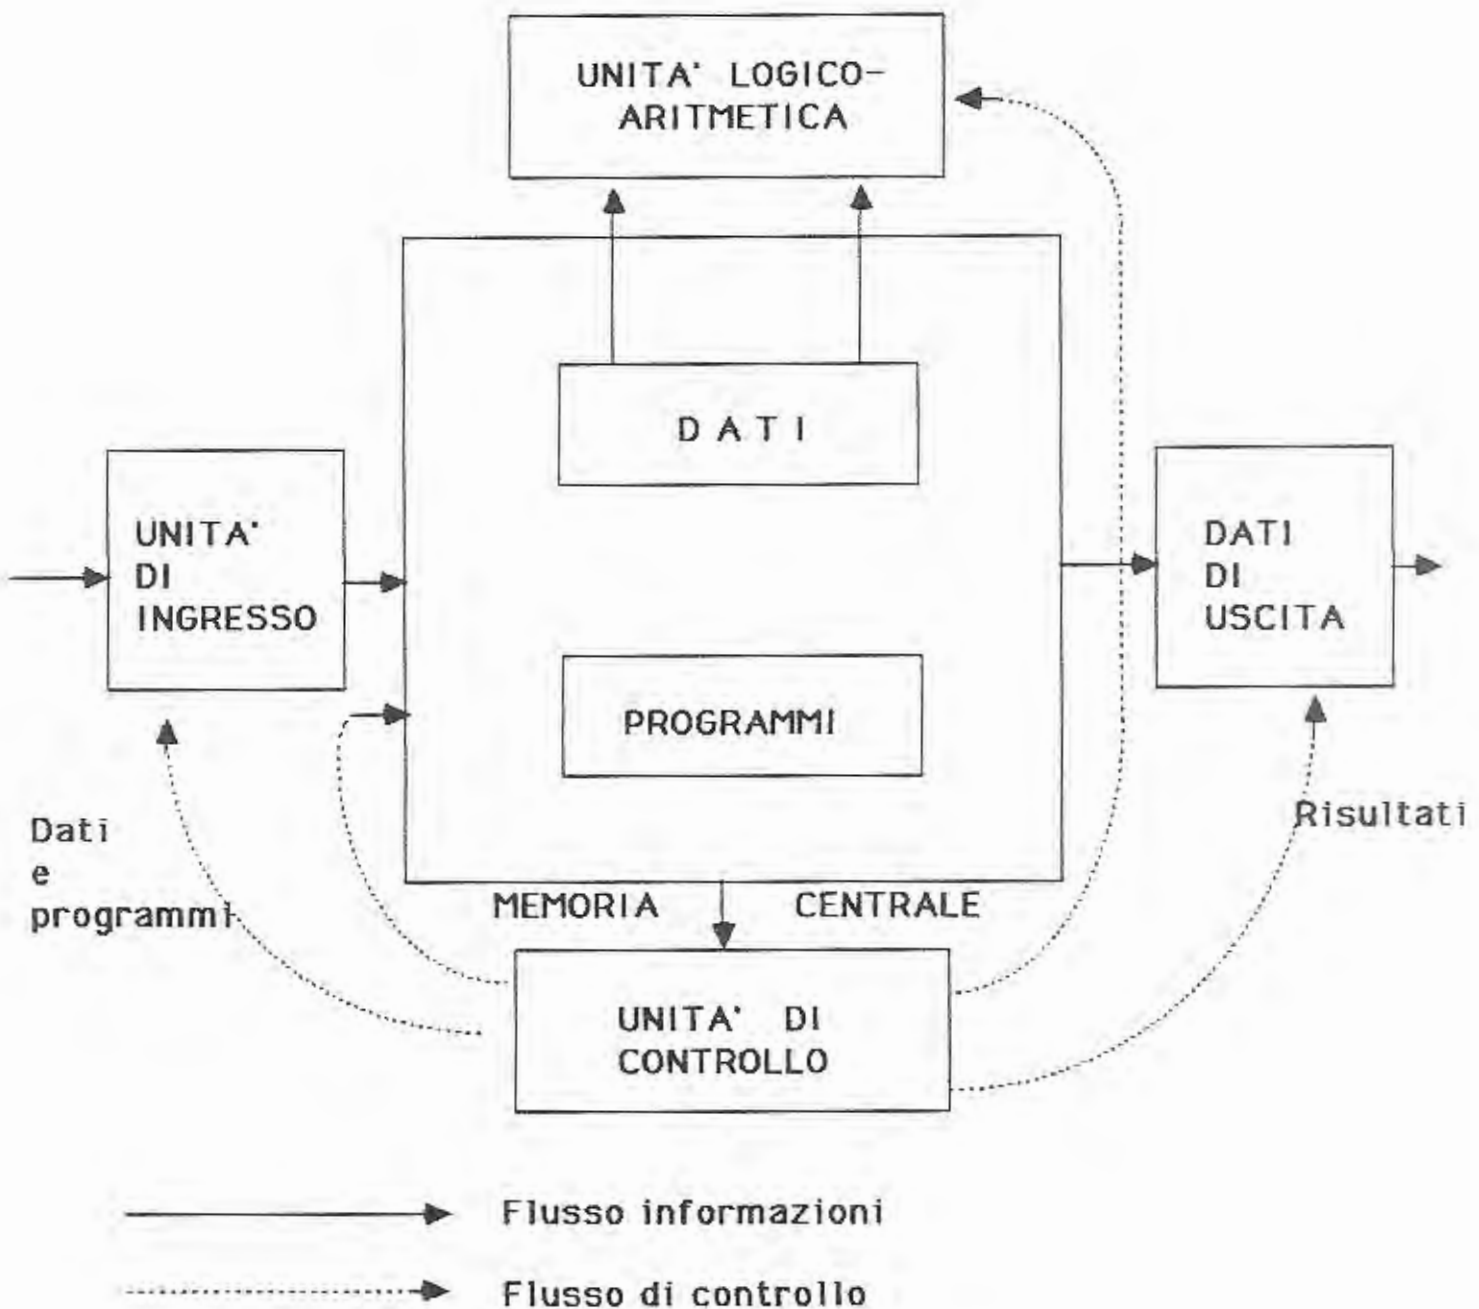 UNITA' LOGICO-
ARITMETICA
D A T I
UNITA'
DI
INGRESSO
DATI
DI
USCITA
PROGRAMMI
Dati
e
programmi
Risultati
MEMORIA CENTRALE
UNITA' DI
CONTROLLO
Flusso informazioni
Flusso di controllo